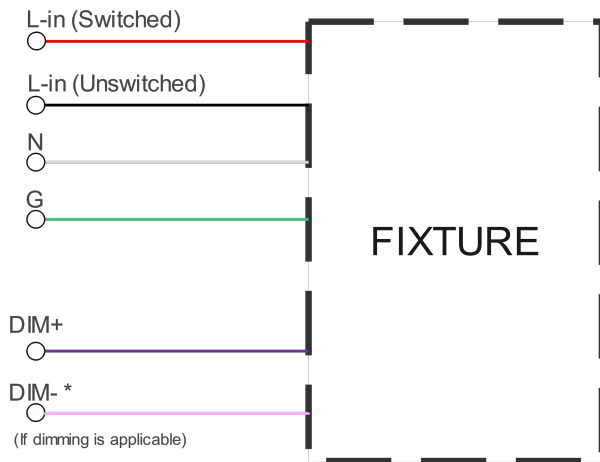 L-in (Switched)
L-in (Unswitched)
N
G
FIXTURE
DIM+
DIM- *
(If dimming is applicable)